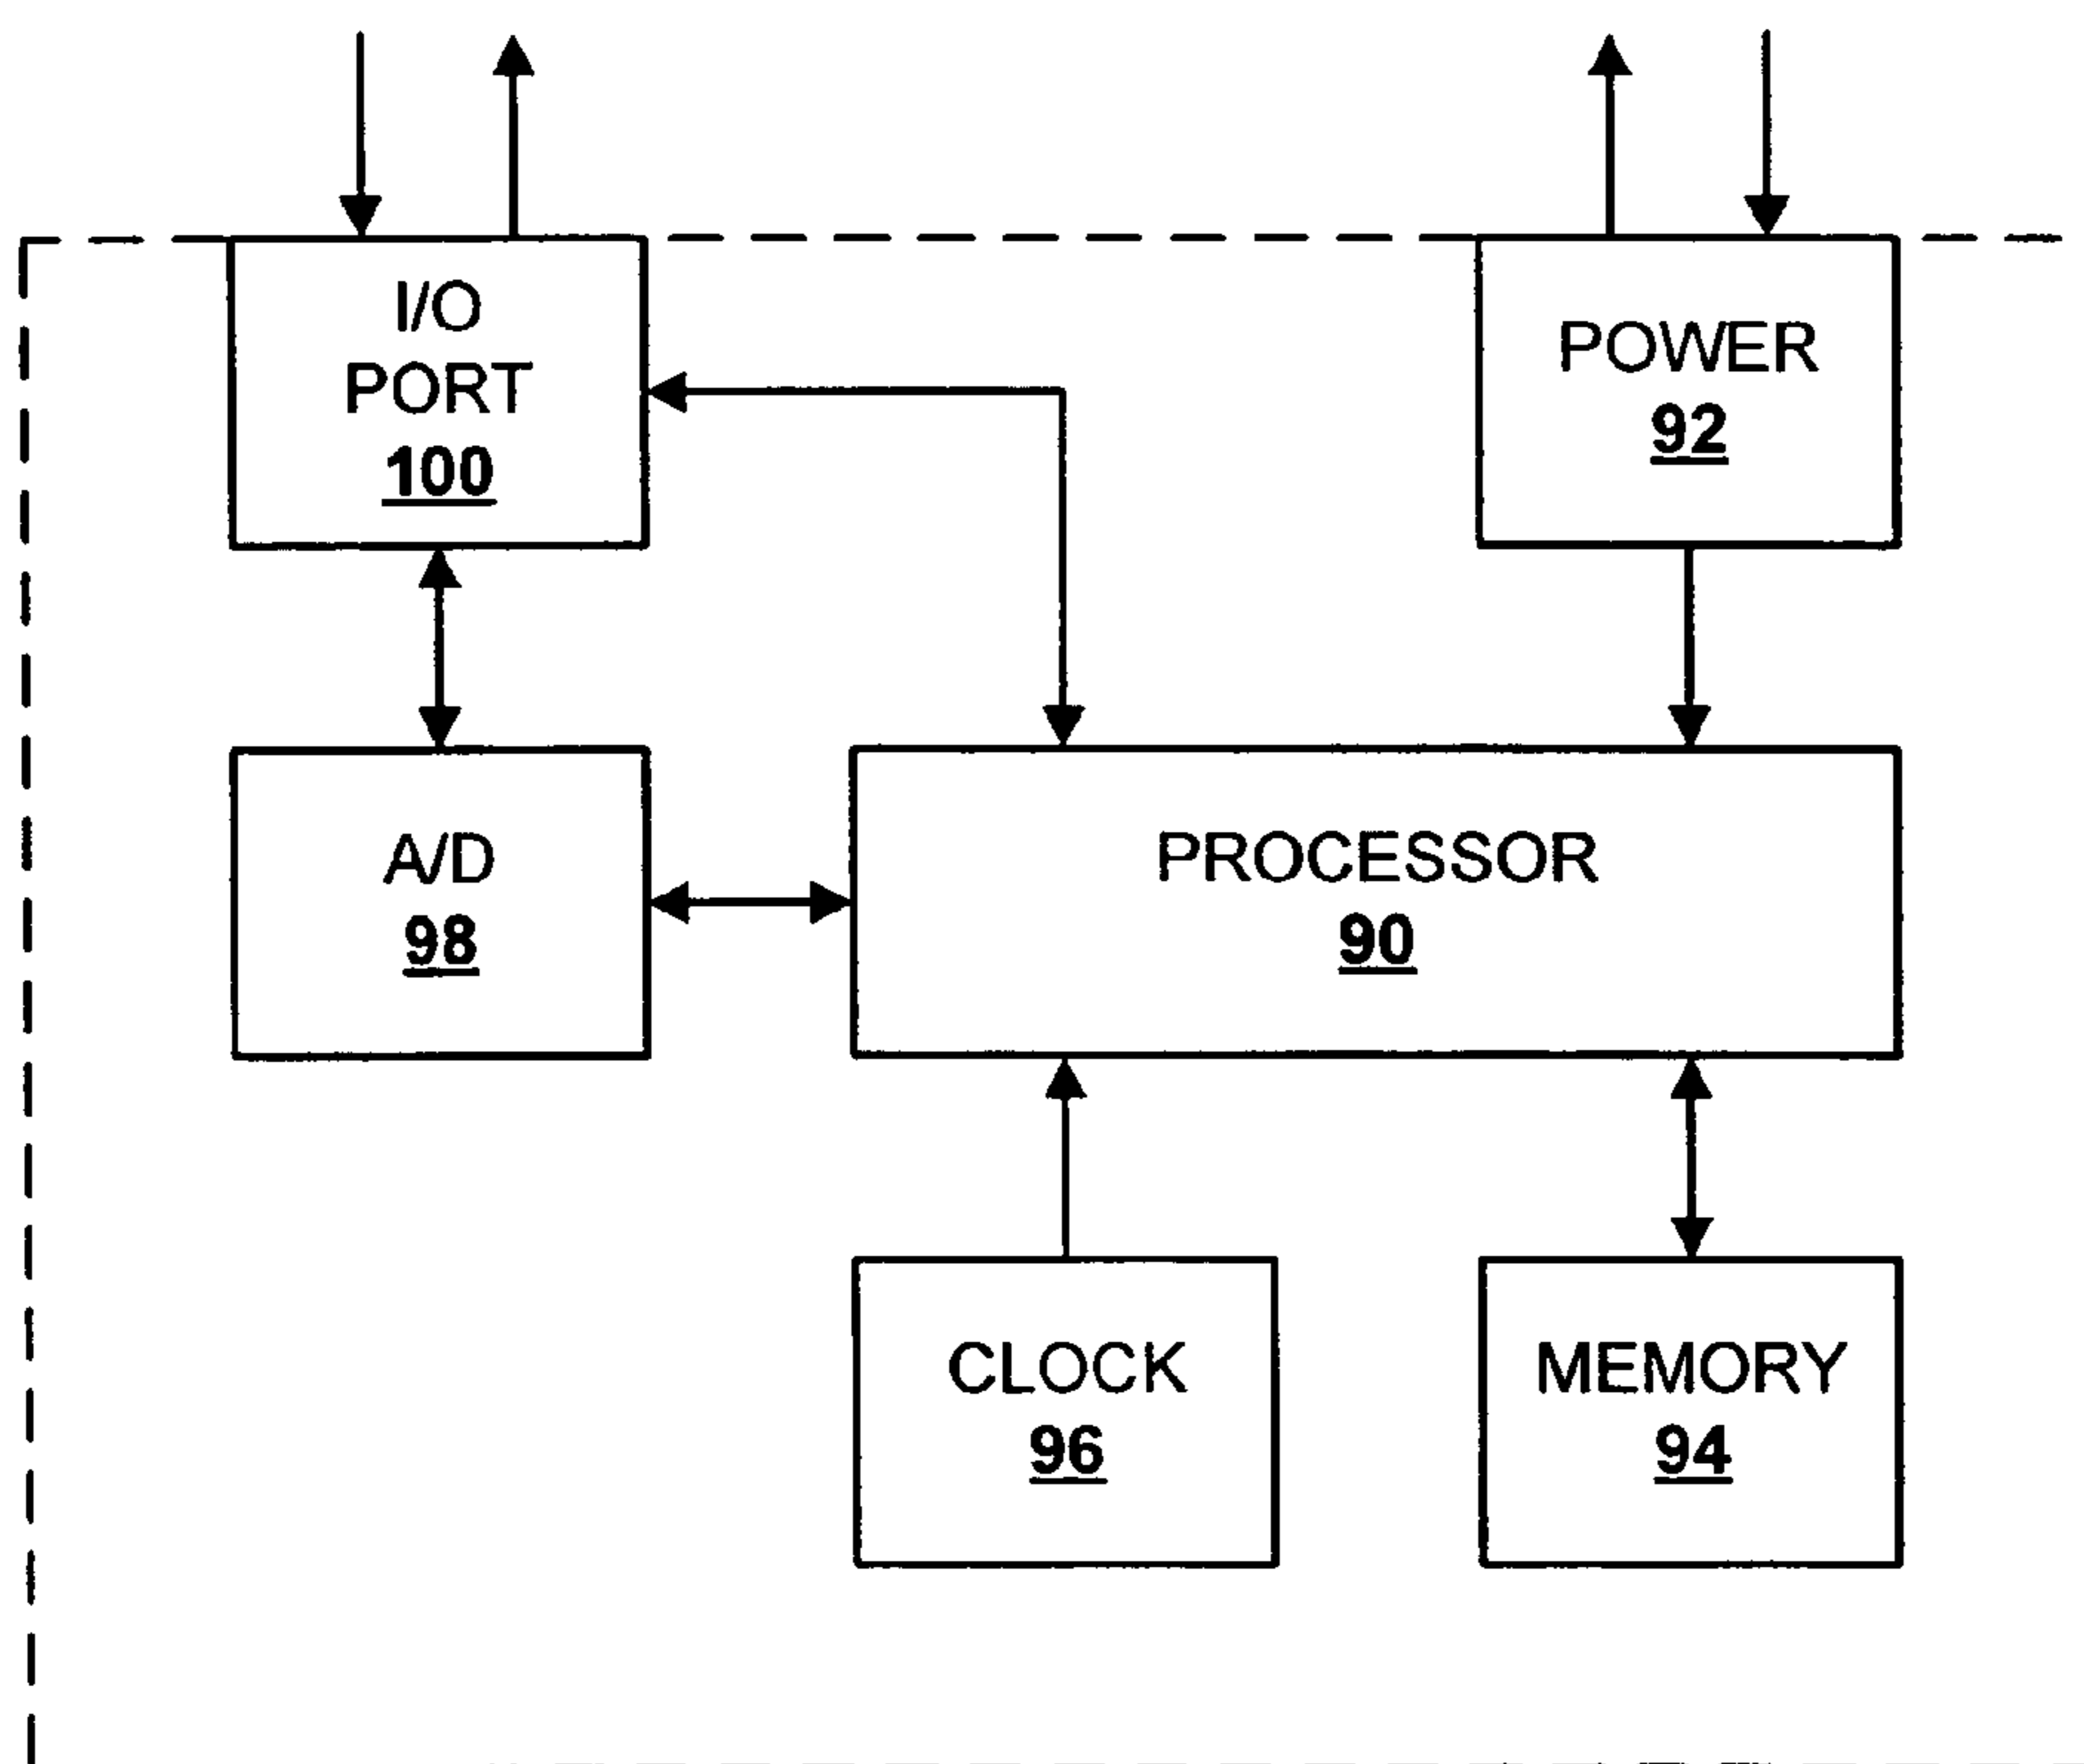 I/O
PORT
100
POWER
92
A/D
98
PROCESSOR
90
CLOCK
96
MEMORY
94